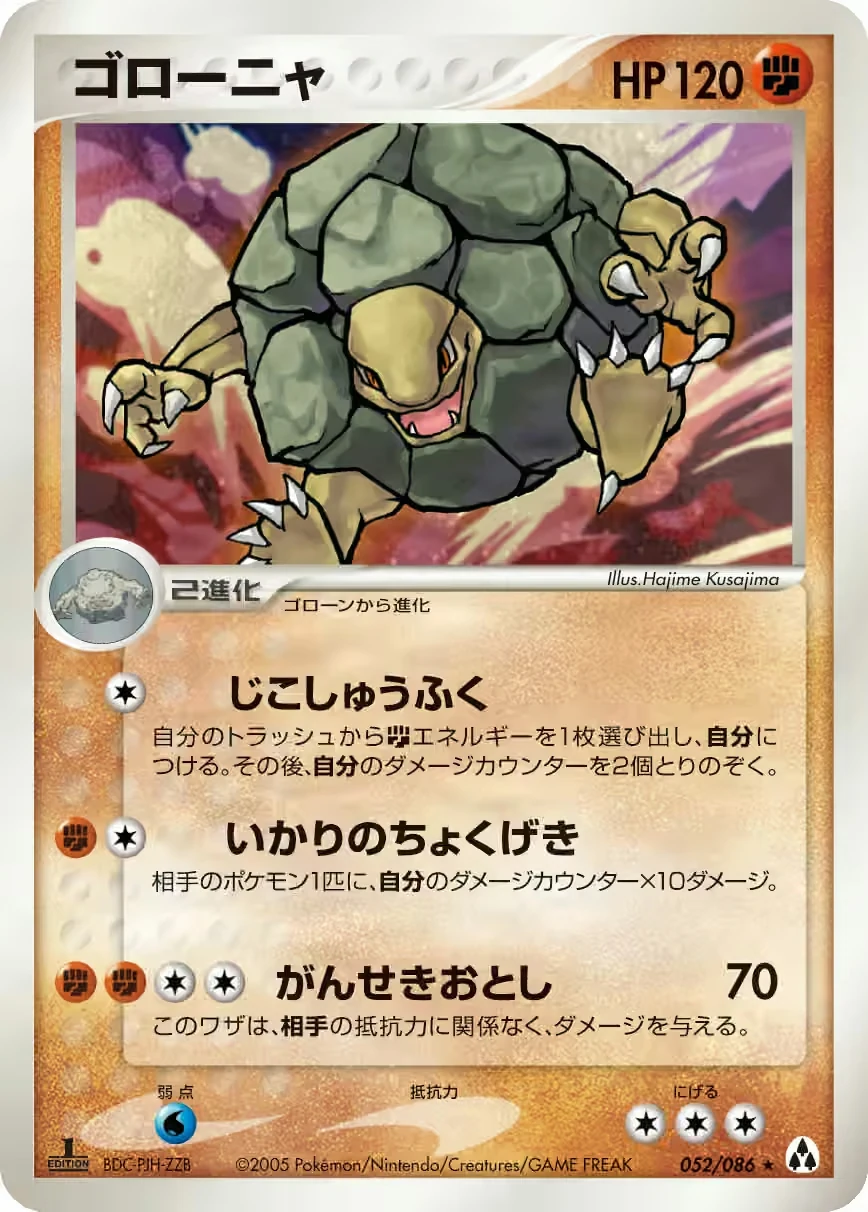 ゴローニャ
HP 120
Illus.Hajime Kusajima
2進化
ゴローンから進化
じこしゅうふく
自分のトラッシュからエネルギーを1枚選び出し、自分に
つける。その後、自分のダメージカウンターを2個とりのぞく。
いかりのちょくげき
相手のポケモン1匹に、自分のダメージカウンター×10ダメージ。
がんせきおとし 70
このワザは、相手の抵抗力に関係なく、ダメージを与える。
弱点 抵抗力 にげる
1 EDITION BDC-PJH-ZZB ©2005 Pokémon/Nintendo/Creatures/GAME FREAK 052/086 ★